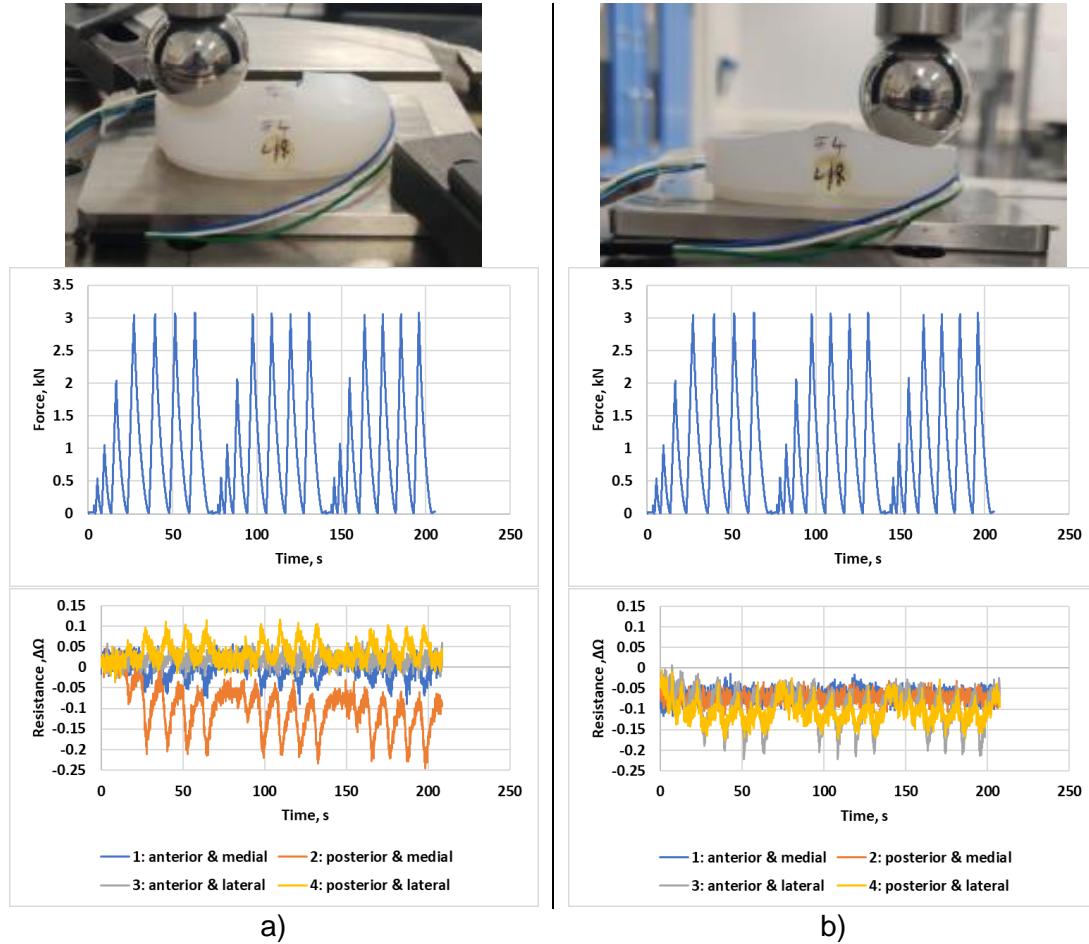 F4
L/R
F4
L/R
3.5
3
2.5
2
1.5
1
0.5
0
Force, kN
0 50 100 150 200 250
Time, s
3.5
3
2.5
2
1.5
1
0.5
0
Force, kN
0 50 100 150 200 250
Time, s
0.15
0.1
0.05
0
-0.05
-0.1
-0.15
-0.2
-0.25
Resistance ,ΔΩ
0 50 100 150 200 250
Time, s
1: anterior & medial 2: posterior & medial
3: anterior & lateral 4: posterior & lateral
0.15
0.1
0.05
0
-0.05
-0.1
-0.15
-0.2
-0.25
Resistance ,ΔΩ
0 50 100 150 200 250
Time, s
1: anterior & medial 2: posterior & medial
3: anterior & lateral 4: posterior & lateral
a) b)